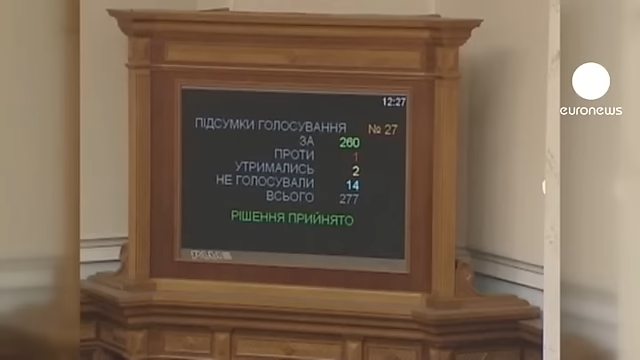 12:27
ПІДСУМКИ ГОЛОСУВАННЯ № 27
ЗА 260
ПРОТИ 1
УТРИМАЛИСЬ 2
НЕ ГОЛОСУВАЛИ 14
ВСЬОГО 277
РІШЕННЯ ПРИЙНЯТО
euronews